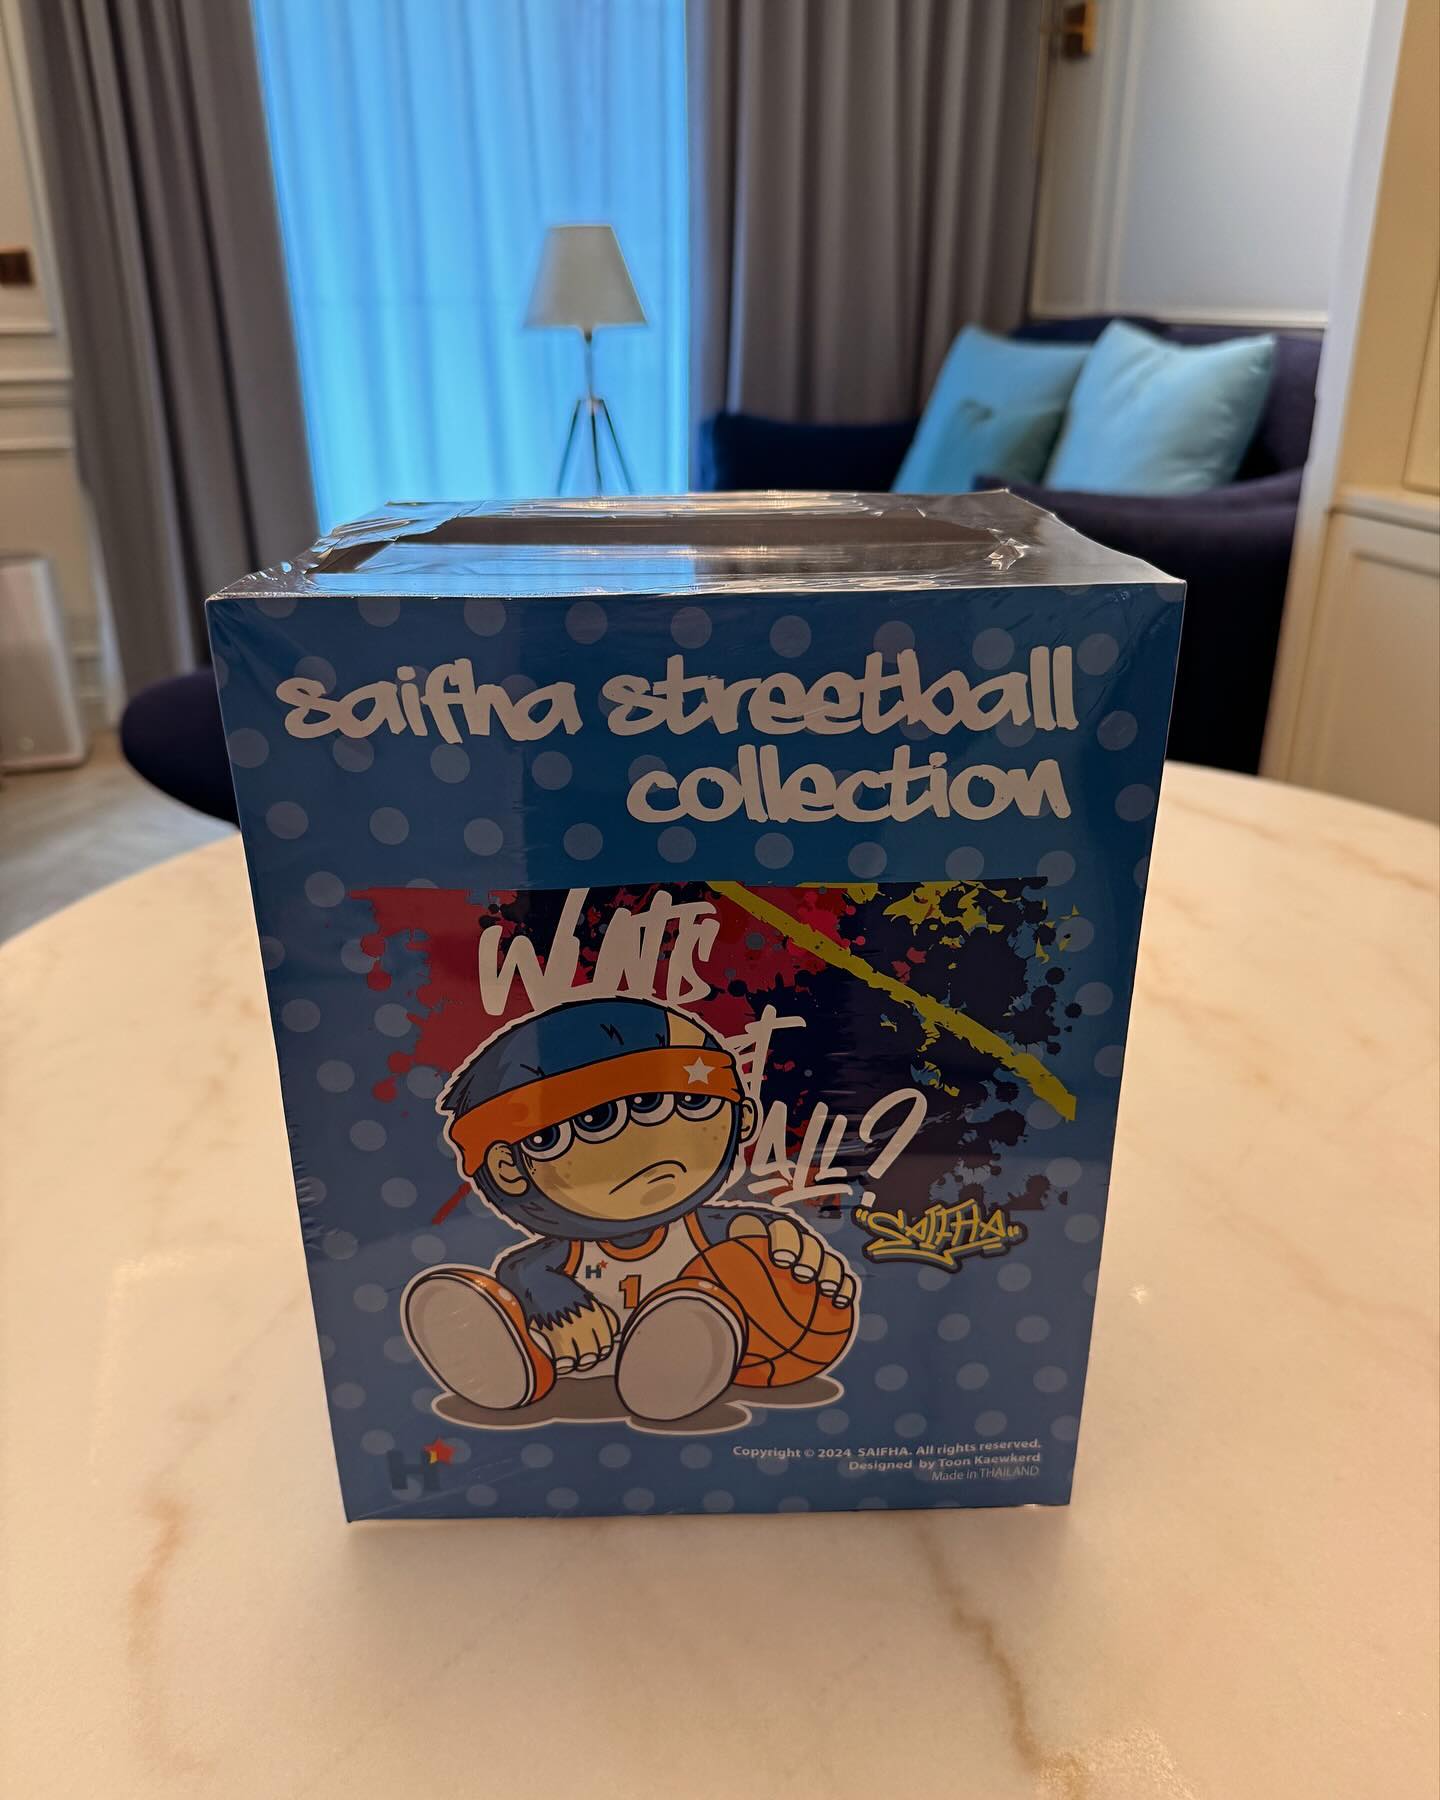 saifha streetball
collection
WHATS
ALL?
"SAIFHA"
H
1
H
Copyright © 2024 SAIFHA. All rights reserved.
Designed by Toon Kaewkerd
Made in THAILAND